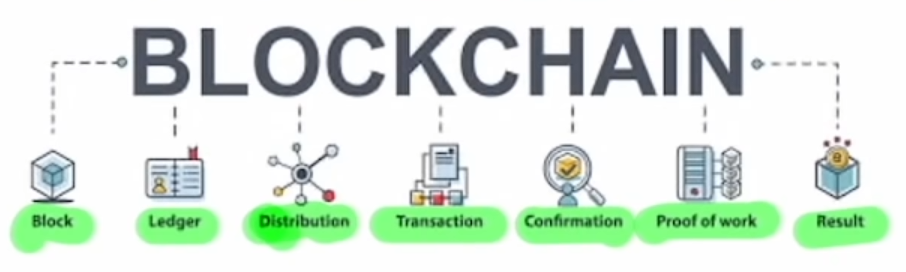 BLOCKCHAIN
Block Ledger Distribution Transaction Confirmation Proof of work Result